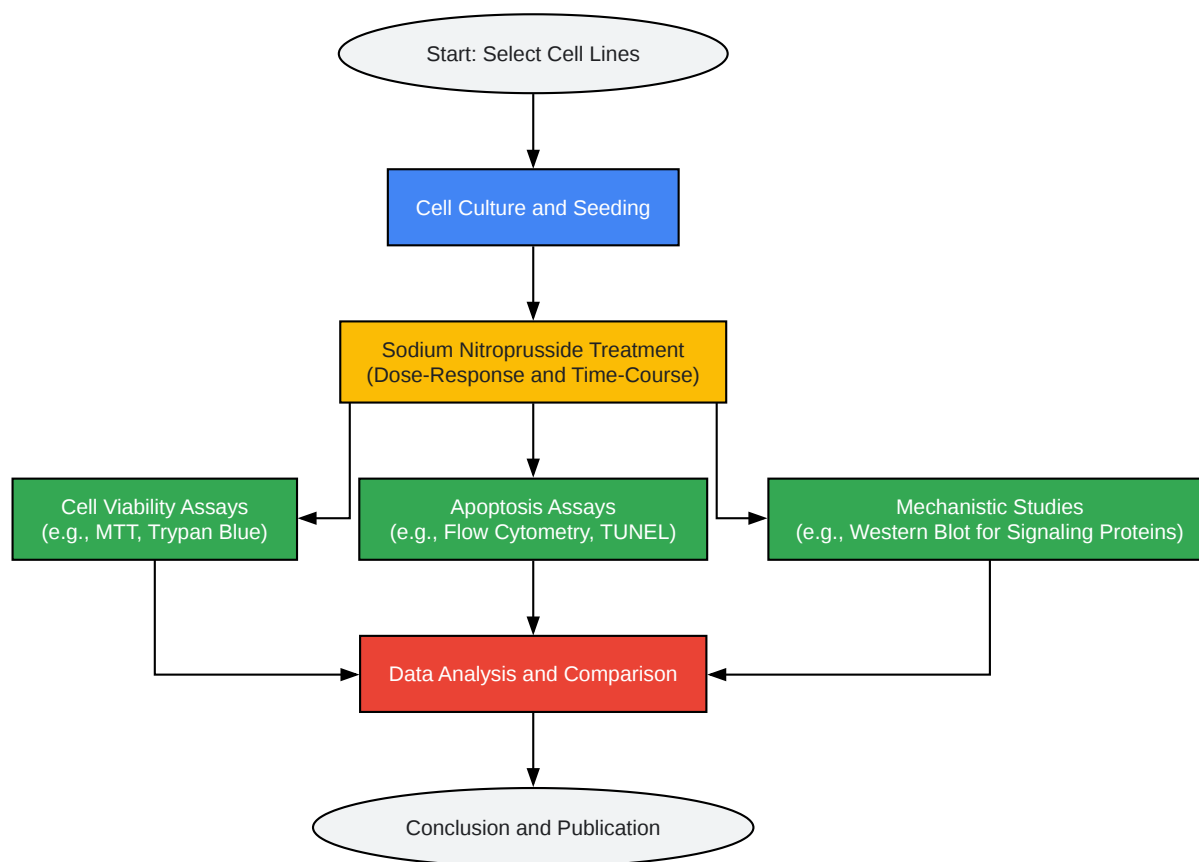 Start: Select Cell Lines
Cell Culture and Seeding
Sodium Nitroprusside Treatment
(Dose-Response and Time-Course)
Cell Viability Assays
(e.g., MTT, Trypan Blue)
Apoptosis Assays
(e.g., Flow Cytometry, TUNEL)
Mechanistic Studies
(e.g., Western Blot for Signaling Proteins)
Data Analysis and Comparison
Conclusion and Publication